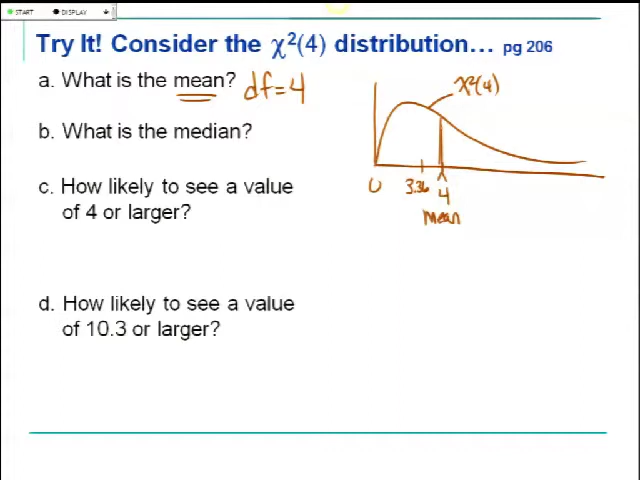 START DISPLAY
Try It! Consider the χ²(4) distribution... pg 206
a. What is the mean? df=4
χ²(4)
b. What is the median?
c. How likely to see a value
of 4 or larger?
0 3.36 4
mean
d. How likely to see a value
of 10.3 or larger?